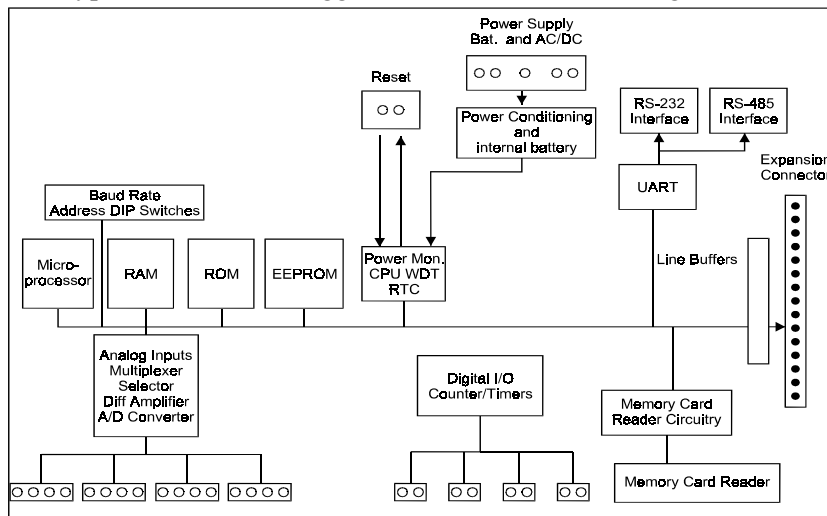 Power Supply
Bat. and AC/DC
Reset
Power Conditioning
and
internal battery
RS-232
Interface
RS-485
Interface
Expansion
Connector
UART
Baud Rate
Address DIP Switches
Micro-
processor
RAM
ROM
EEPROM
Power Mon.
CPU WDT
RTC
Line Buffers
Analog Inputs
Multiplexer
Selector
Diff Amplifier
A/D Converter
Digital I/O
Counter/Timers
Memory Card
Reader Circuitry
Memory Card Reader